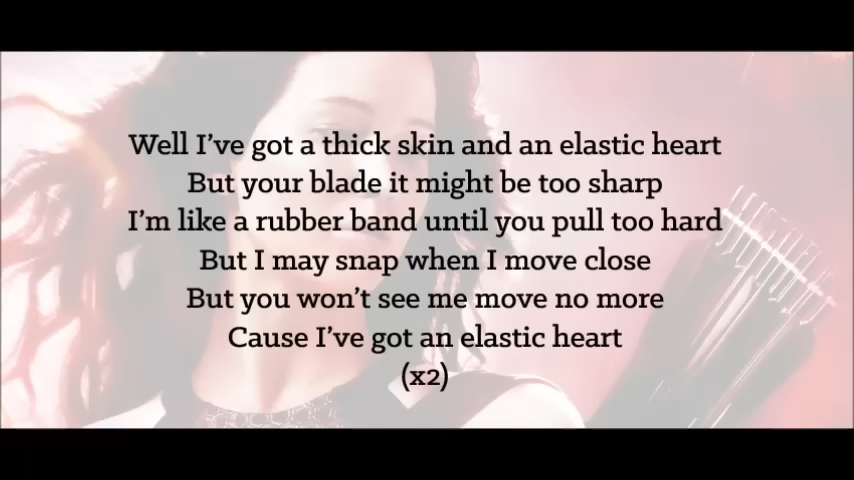 Well I’ve got a thick skin and an elastic heart
But your blade it might be too sharp
I’m like a rubber band until you pull too hard
But I may snap when I move close
But you won’t see me move no more
Cause I’ve got an elastic heart
(x2)